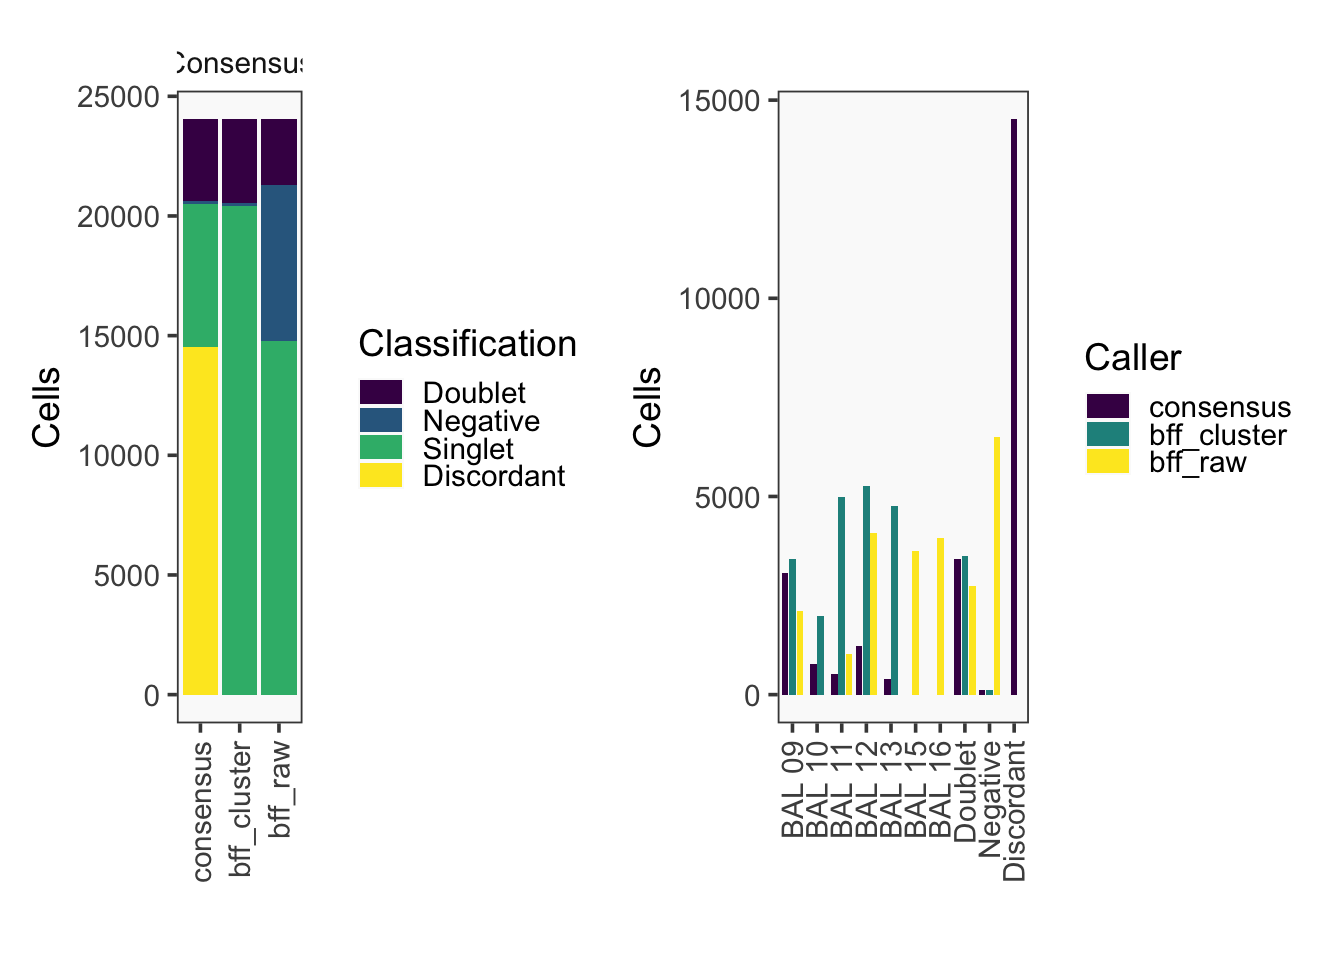 Consensus
25000
20000
15000
10000
5000
0
Cells
consensus
bff_cluster
bff_raw
Classification
Doublet
Negative
Singlet
Discordant
15000
10000
5000
0
Cells
BAL 09
BAL 10
BAL 11
BAL 12
BAL 13
BAL 15
BAL 16
Doublet
Negative
Discordant
Caller
consensus
bff_cluster
bff_raw